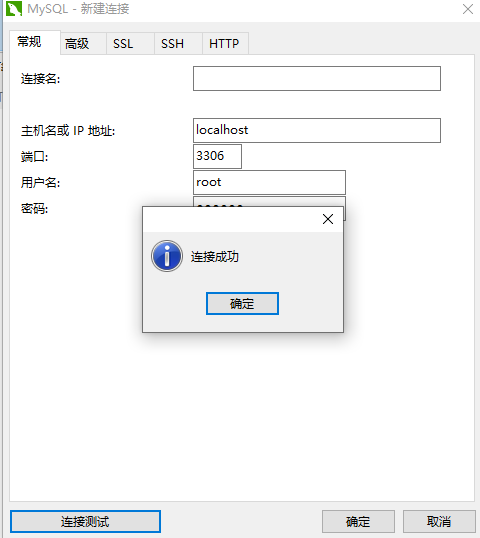 MySQL - 新建连接
常规 高级 SSL SSH HTTP
连接名:
主机名或 IP 地址: localhost
端口: 3306
用户名: root
密码:
连接成功
确定
连接测试 确定 取消